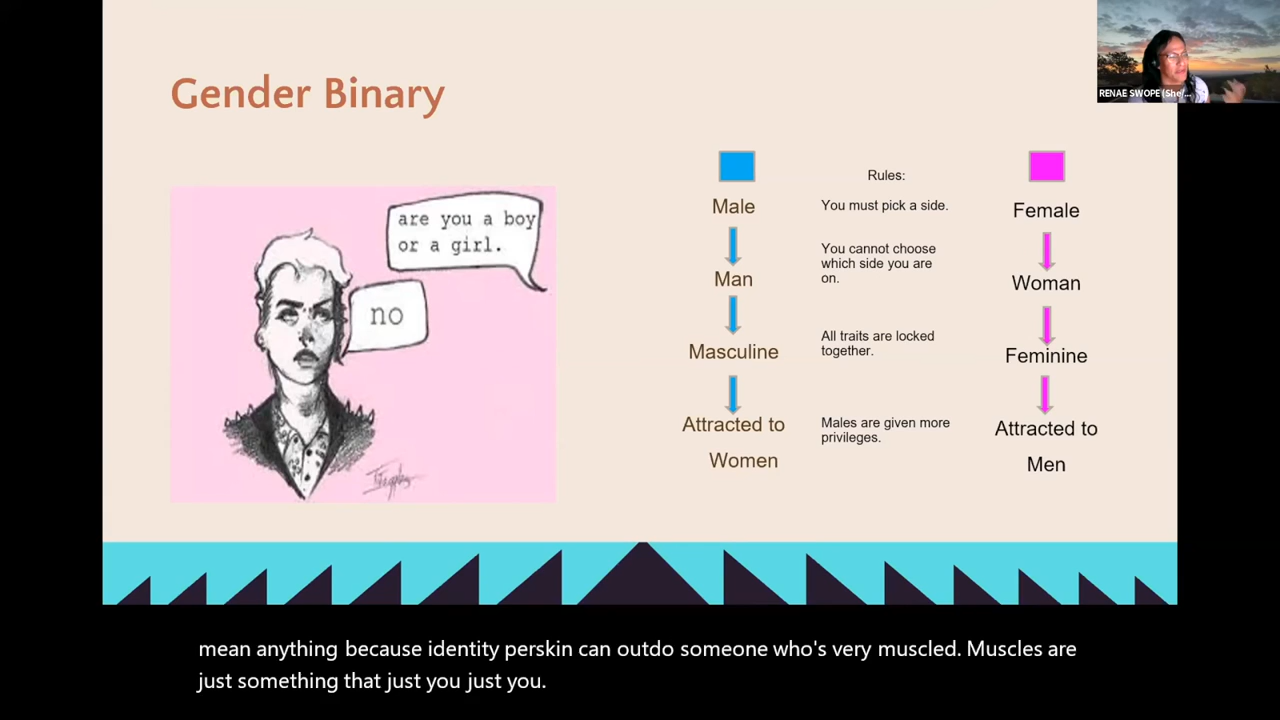 Gender Binary
RENAE SWOPE (She/...
are you a boy
or a girl.
no
Male
Man
Masculine
Attracted to
Women
Rules:
You must pick a side.
You cannot choose
which side you are
on.
All traits are locked
together.
Males are given more
privileges.
Female
Woman
Feminine
Attracted to
Men
mean anything because identity perskin can outdo someone who's very muscled. Muscles are
just something that just you just you.